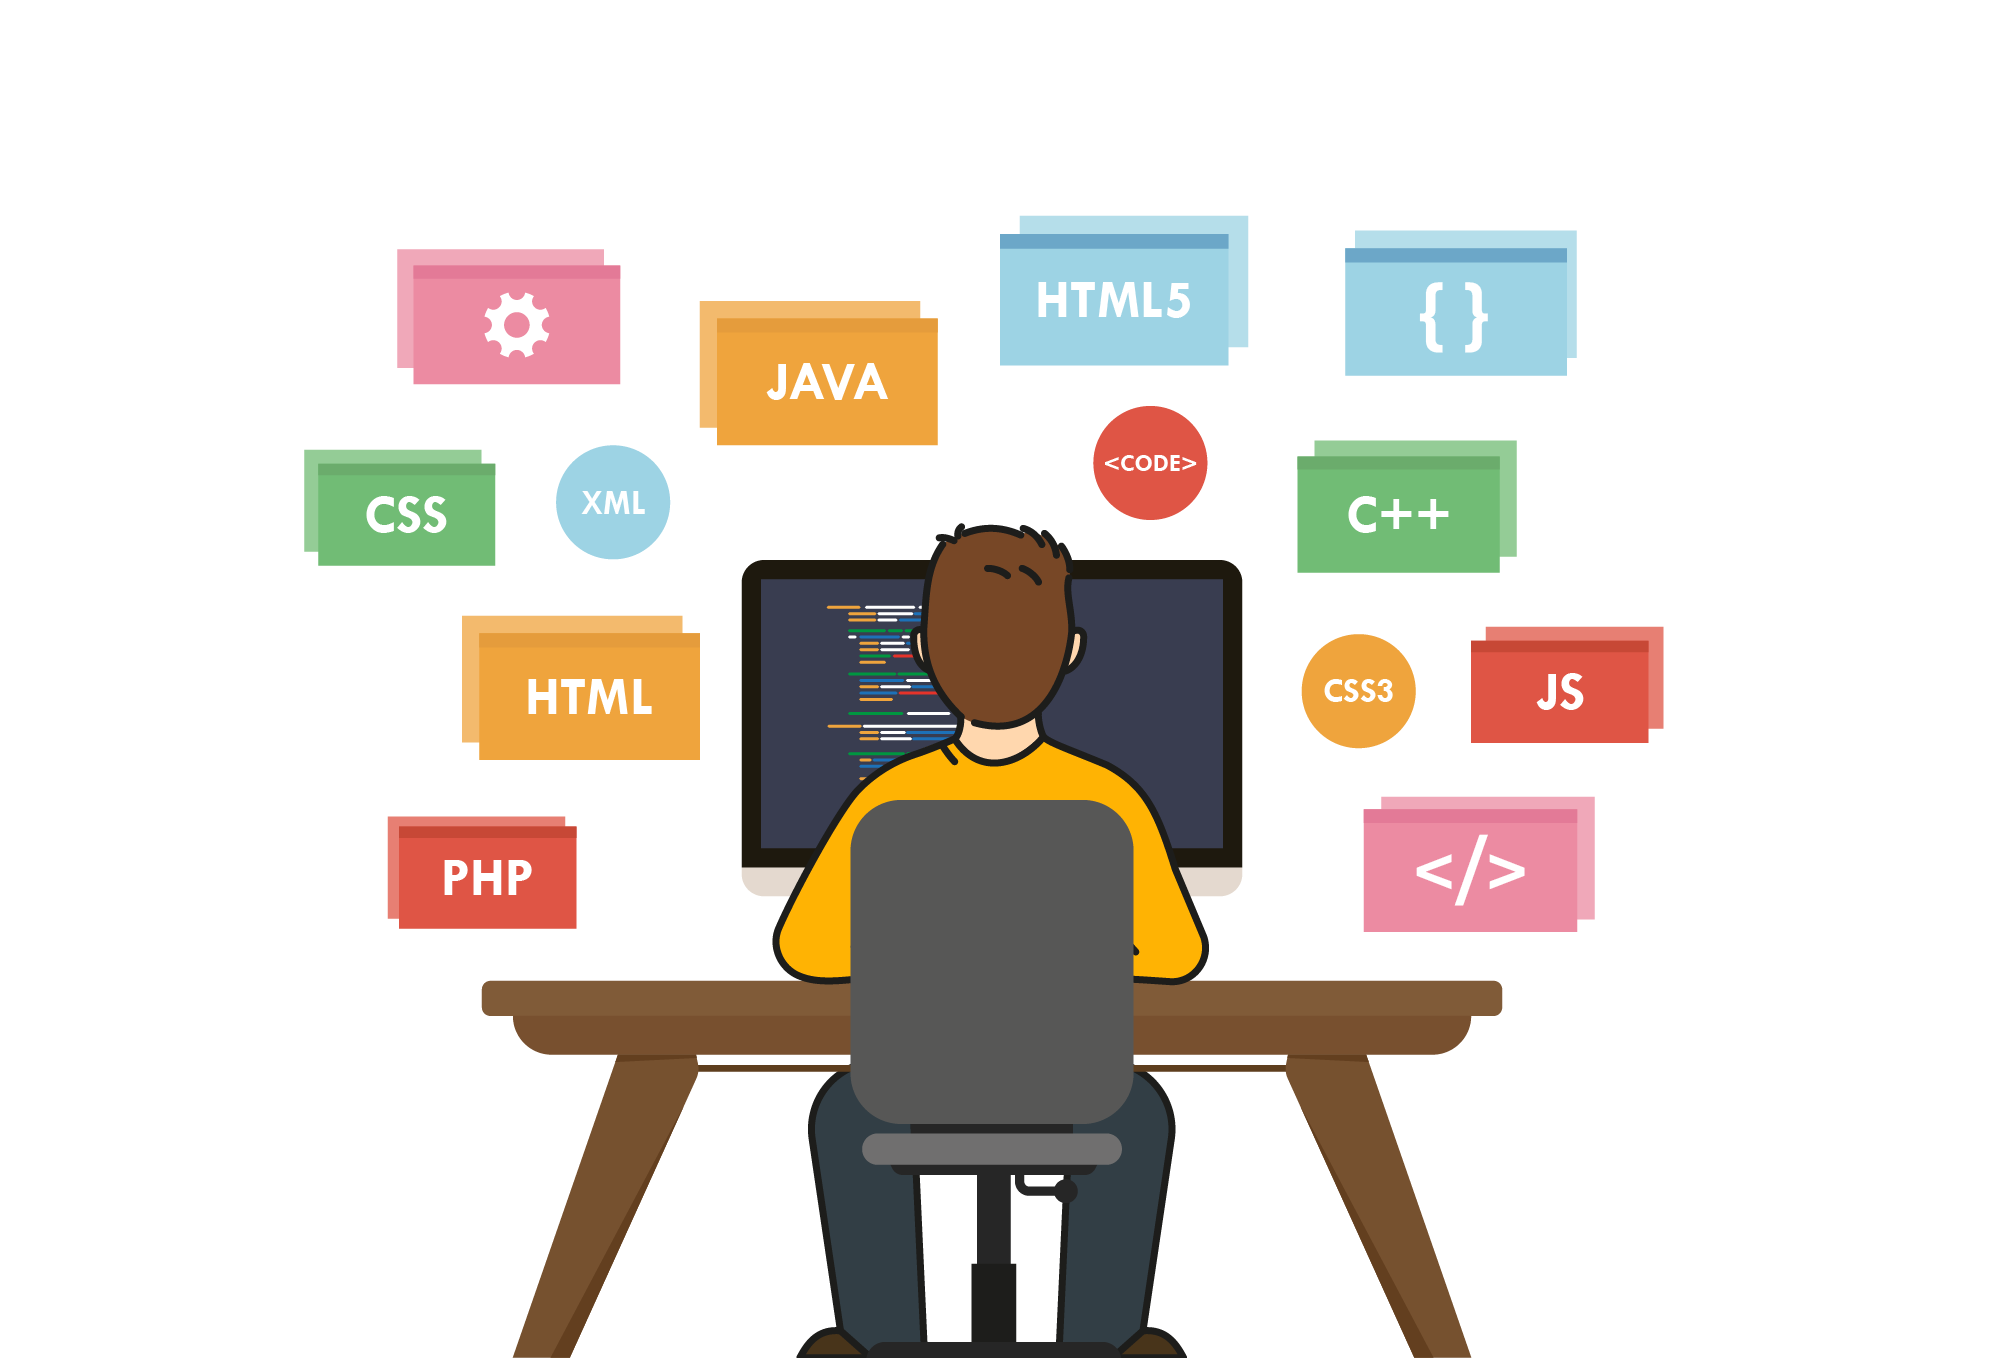 HTML5
{ }
JAVA
<CODE>
CSS
XML
C++
HTML
CSS3
JS
PHP
</>